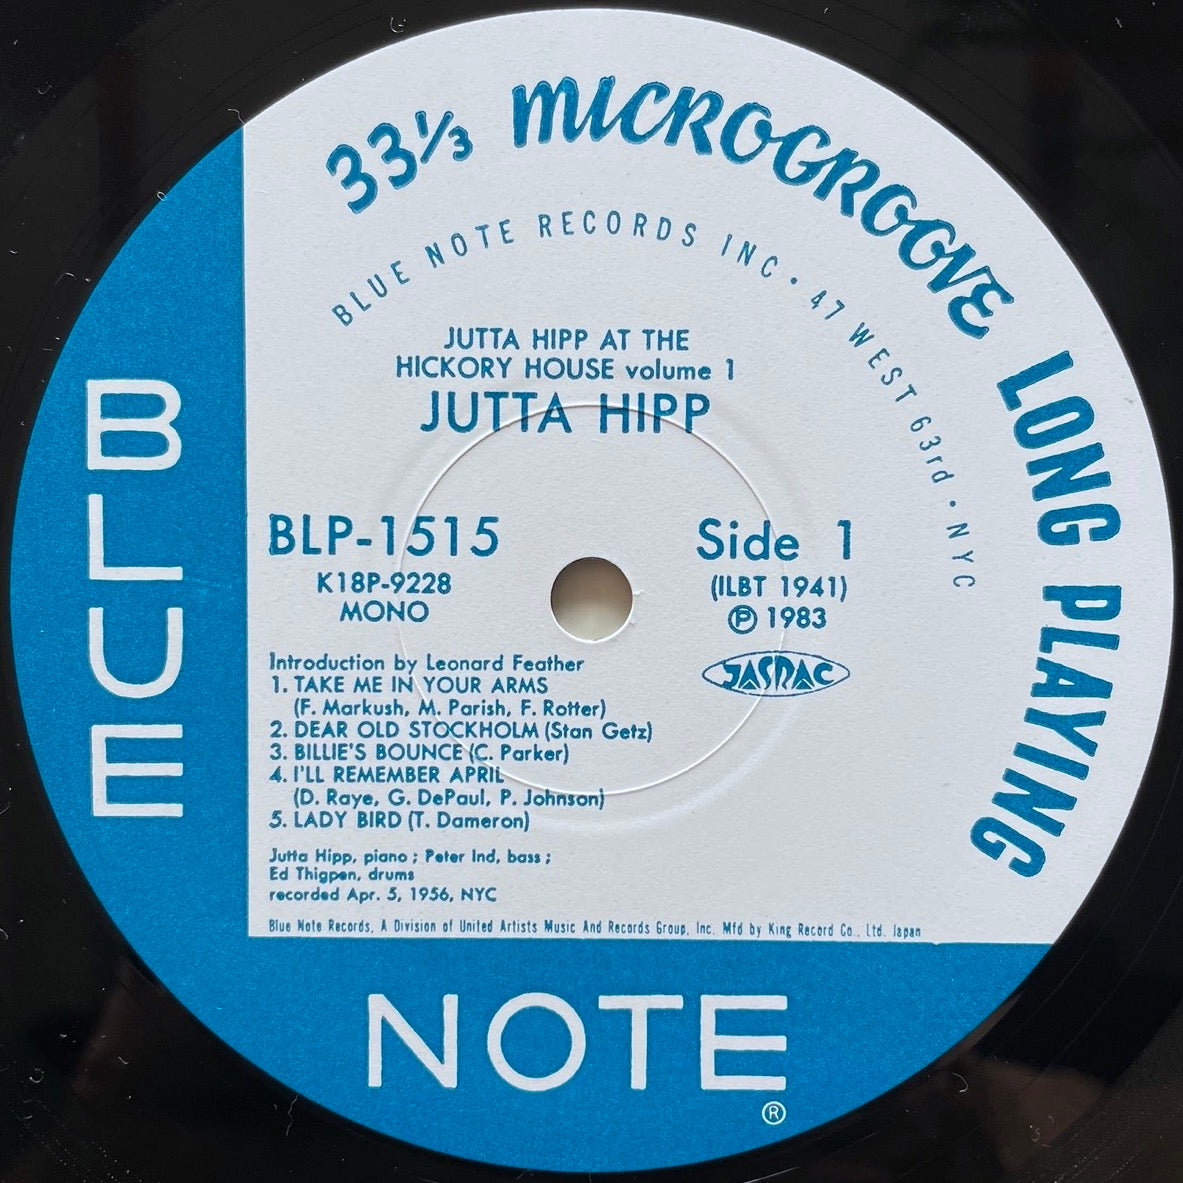 33⅓ MICROGROOVE LONG PLAYING
BLUE NOTE RECORDS INC • 47 WEST 63rd • NYC
JUTTA HIPP AT THE
HICKORY HOUSE volume 1
JUTTA HIPP
BLP-1515
K18P-9228
MONO
Side 1
(ILBT 1941)
℗ 1983
JASRAC
Introduction by Leonard Feather
1. TAKE ME IN YOUR ARMS
(F. Markush, M. Parish, F. Rotter)
2. DEAR OLD STOCKHOLM (Stan Getz)
3. BILLIE'S BOUNCE (C. Parker)
4. I'LL REMEMBER APRIL
(D. Raye, G. DePaul, P. Johnson)
5. LADY BIRD (T. Dameron)
Jutta Hipp, piano ; Peter Ind, bass ;
Ed Thigpen, drums
recorded Apr. 5, 1956, NYC
Blue Note Records, A Division of United Artists Music And Records Group, Inc. Mfd by King Record Co., Ltd. Japan
BLUE
NOTE
®